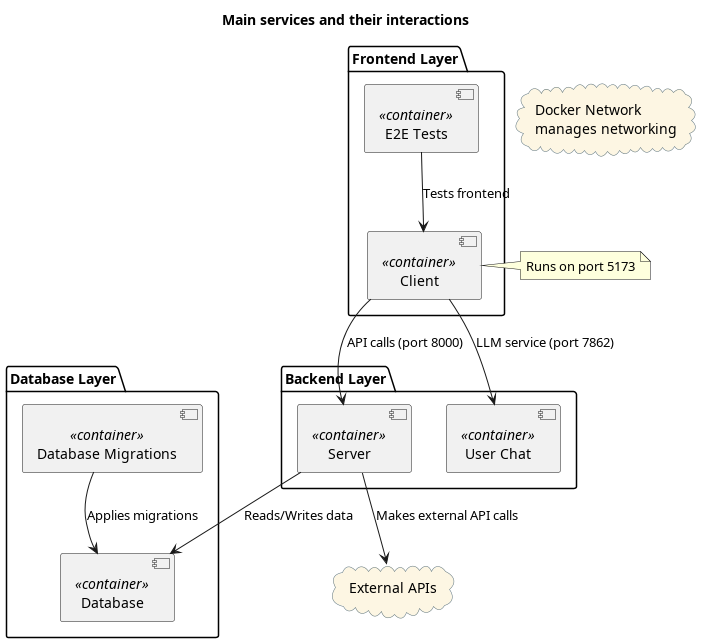 Main services and their interactions
Frontend Layer
«container»
E2E Tests
Docker Network
manages networking
Tests frontend
«container»
Client
Runs on port 5173
API calls (port 8000)
LLM service (port 7862)
Database Layer
Backend Layer
«container»
Database Migrations
«container»
Server
«container»
User Chat
Applies migrations
Reads/Writes data
Makes external API calls
«container»
Database
External APIs